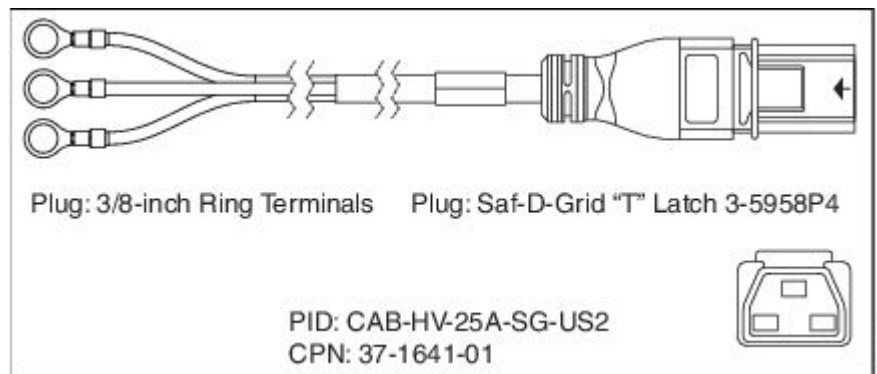 Plug: 3/8-inch Ring Terminals
Plug: Saf-D-Grid “T” Latch 3-5958P4
PID: CAB-HV-25A-SG-US2
CPN: 37-1641-01